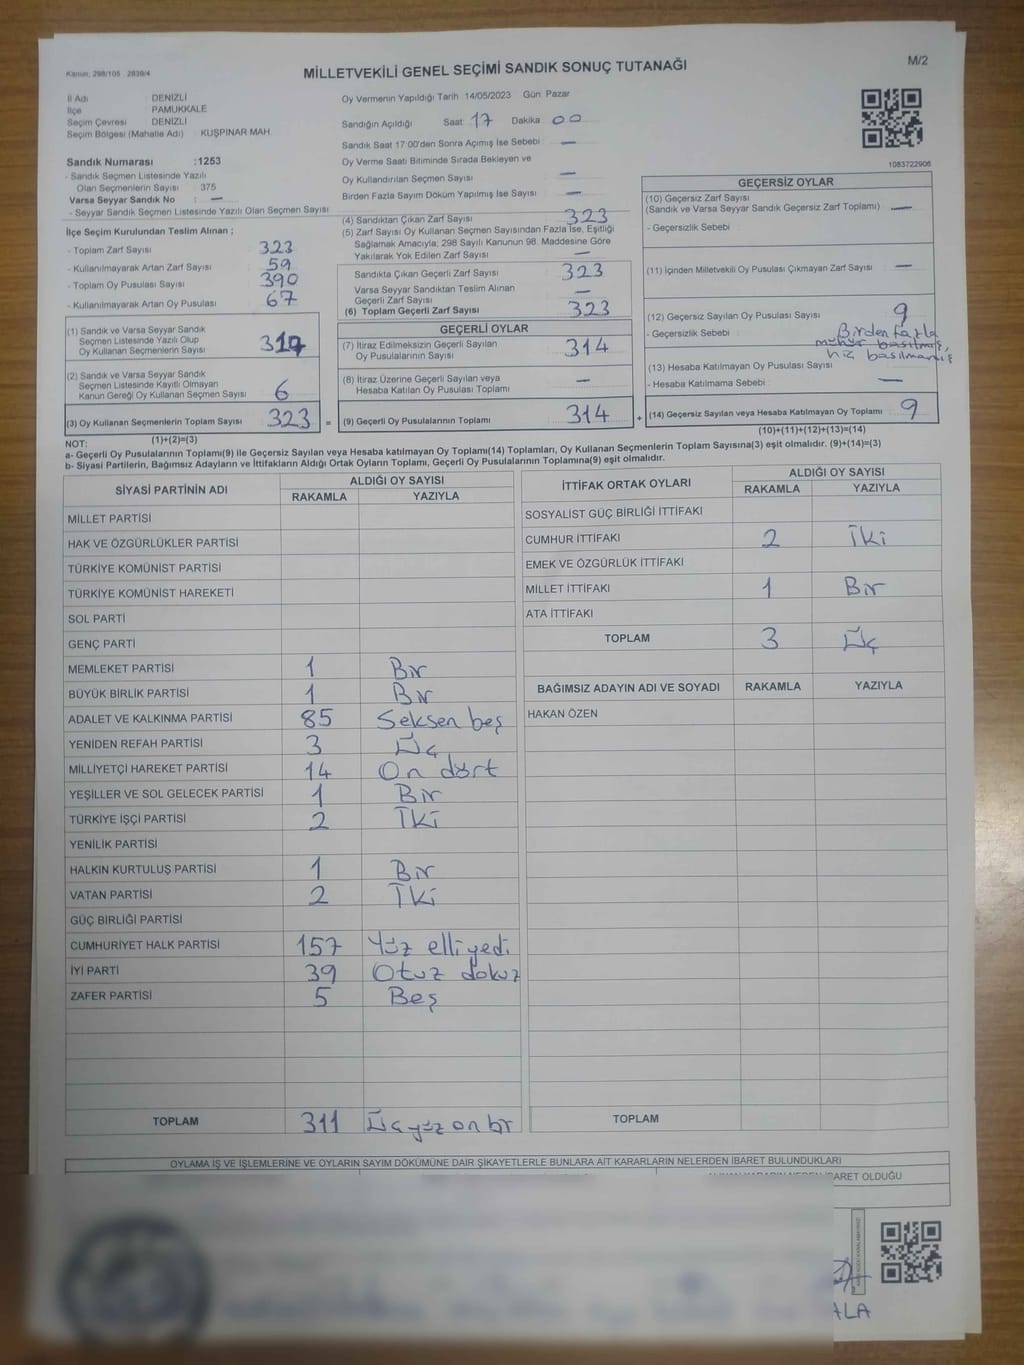 Kanun: 298/105 , 2839/4
MİLLETVEKİLİ GENEL SEÇİMİ SANDIK SONUÇ TUTANAĞI
M/2
İl Adı : DENİZLİ
İlçe : PAMUKKALE
Seçim Çevresi : DENİZLİ
Seçim Bölgesi (Mahalle Adı) : KUŞPINAR MAH.
Sandık Numarası :1253
- Sandık Seçmen Listesinde Yazılı
Olan Seçmenlerin Sayısı : 375
Varsa Seyyar Sandık No : —
- Seyyar Sandık Seçmen Listesinde Yazılı Olan Seçmen Sayısı
Oy Vermenin Yapıldığı Tarih : 14/05/2023 Gün: Pazar
Sandığın Açıldığı Saat 17 Dakika 00
Sandık Saat 17:00'den Sonra Açımış İse Sebebi : —
Oy Verme Saati Bitiminde Sırada Bekleyen ve
Oy Kullandırılan Seçmen Sayısı : —
Birden Fazla Sayım Döküm Yapılmış İse Sayısı : —
1083722906
İlçe Seçim Kurulundan Teslim Alınan ;
- Toplam Zarf Sayısı : 323
- Kullanılmayarak Artan Zarf Sayısı : 59
- Toplam Oy Pusulası Sayısı : 390
- Kullanılmayarak Artan Oy Pusulası : 67
(1) Sandık ve Varsa Seyyar Sandık
Seçmen Listesinde Yazılı Olup
Oy Kullanan Seçmenlerin Sayısı : 317
(2) Sandık ve Varsa Seyyar Sandık
Seçmen Listesinde Kayıtlı Olmayan
Kanun Gereği Oy Kullanan Seçmen Sayısı : 6
(3) Oy Kullanan Seçmenlerin Toplam Sayısı : 323 =
(4) Sandıktan Çıkan Zarf Sayısı : 323
(5) Zarf Sayısı Oy Kullanan Seçmen Sayısından Fazla İse, Eşitliği
Sağlamak Amacıyla, 298 Sayılı Kanunun 98. Maddesine Göre
Yakılarak Yok Edilen Zarf Sayısı : —
Sandıkta Çıkan Geçerli Zarf Sayısı : 323
Varsa Seyyar Sandıktan Teslim Alınan
Geçerli Zarf Sayısı : —
(6) Toplam Geçerli Zarf Sayısı : 323
GEÇERLİ OYLAR
(7) İtiraz Edilmeksizin Geçerli Sayılan
Oy Pusulalarının Sayısı : 314
(8) İtiraz Üzerine Geçerli Sayılan veya
Hesaba Katılan Oy Pusulası Toplamı : —
(9) Geçerli Oy Pusulalarının Toplamı : 314 +
GEÇERSİZ OYLAR
(10) Geçersiz Zarf Sayısı
(Sandık ve Varsa Seyyar Sandık Geçersiz Zarf Toplamı) : —
- Geçersizlik Sebebi :
(11) İçinden Milletvekili Oy Pusulası Çıkmayan Zarf Sayısı : —
(12) Geçersiz Sayılan Oy Pusulası Sayısı : 9
- Geçersizlik Sebebi : Birden fazla
mühür basılmış,
hiç basılmamış
(13) Hesaba Katılmayan Oy Pusulası Sayısı :
- Hesaba Katılmama Sebebi : —
(14) Geçersiz Sayılan veya Hesaba Katılmayan Oy Toplamı : 9
(1)+(2)=(3)
(10)+(11)+(12)+(13)=(14)
NOT:
a- Geçerli Oy Pusulalarının Toplamı(9) ile Geçersiz Sayılan veya Hesaba katılmayan Oy Toplamı(14) Toplamları, Oy Kullanan Seçmenlerin Toplam Sayısına(3) eşit olmalıdır. (9)+(14)=(3)
b- Siyasi Partilerin, Bağımsız Adayların ve İttifakların Aldığı Ortak Oyların Toplamı, Geçerli Oy Pusulalarının Toplamına(9) eşit olmalıdır.
SİYASİ PARTİNİN ADI ALDIĞI OY SAYISI
RAKAMLA YAZIYLA
MİLLET PARTİSİ
HAK VE ÖZGÜRLÜKLER PARTİSİ
TÜRKİYE KOMÜNİST PARTİSİ
TÜRKİYE KOMÜNİST HAREKETİ
SOL PARTİ
GENÇ PARTİ
MEMLEKET PARTİSİ 1 Bir
BÜYÜK BİRLİK PARTİSİ 1 Bir
ADALET VE KALKINMA PARTİSİ 85 Seksen beş
YENİDEN REFAH PARTİSİ 3 Üç
MİLLİYETÇİ HAREKET PARTİSİ 14 On dört
YEŞİLLER VE SOL GELECEK PARTİSİ 1 Bir
TÜRKİYE İŞÇİ PARTİSİ 2 İki
YENİLİK PARTİSİ
HALKIN KURTULUŞ PARTİSİ 1 Bir
VATAN PARTİSİ 2 İki
GÜÇ BİRLİĞİ PARTİSİ
CUMHURİYET HALK PARTİSİ 157 Yüz elli yedi
İYİ PARTİ 39 Otuz dokuz
ZAFER PARTİSİ 5 Beş
TOPLAM 311 Üç yüz on bir
İTTİFAK ORTAK OYLARI ALDIĞI OY SAYISI
RAKAMLA YAZIYLA
SOSYALİST GÜÇ BİRLİĞİ İTTİFAKI
CUMHUR İTTİFAKI 2 İki
EMEK VE ÖZGÜRLÜK İTTİFAKI
MİLLET İTTİFAKI 1 Bir
ATA İTTİFAKI
TOPLAM 3 Üç
BAĞIMSIZ ADAYIN ADI VE SOYADI RAKAMLA YAZIYLA
HAKAN ÖZEN
TOPLAM
OYLAMA İŞ VE İŞLEMLERİNE VE OYLARIN SAYIM DÖKÜMÜNE DAİR ŞİKAYETLERLE BUNLARA AİT KARARLARIN NELERDEN İBARET BULUNDUKLARI
İBARET OLDUĞU
ALA